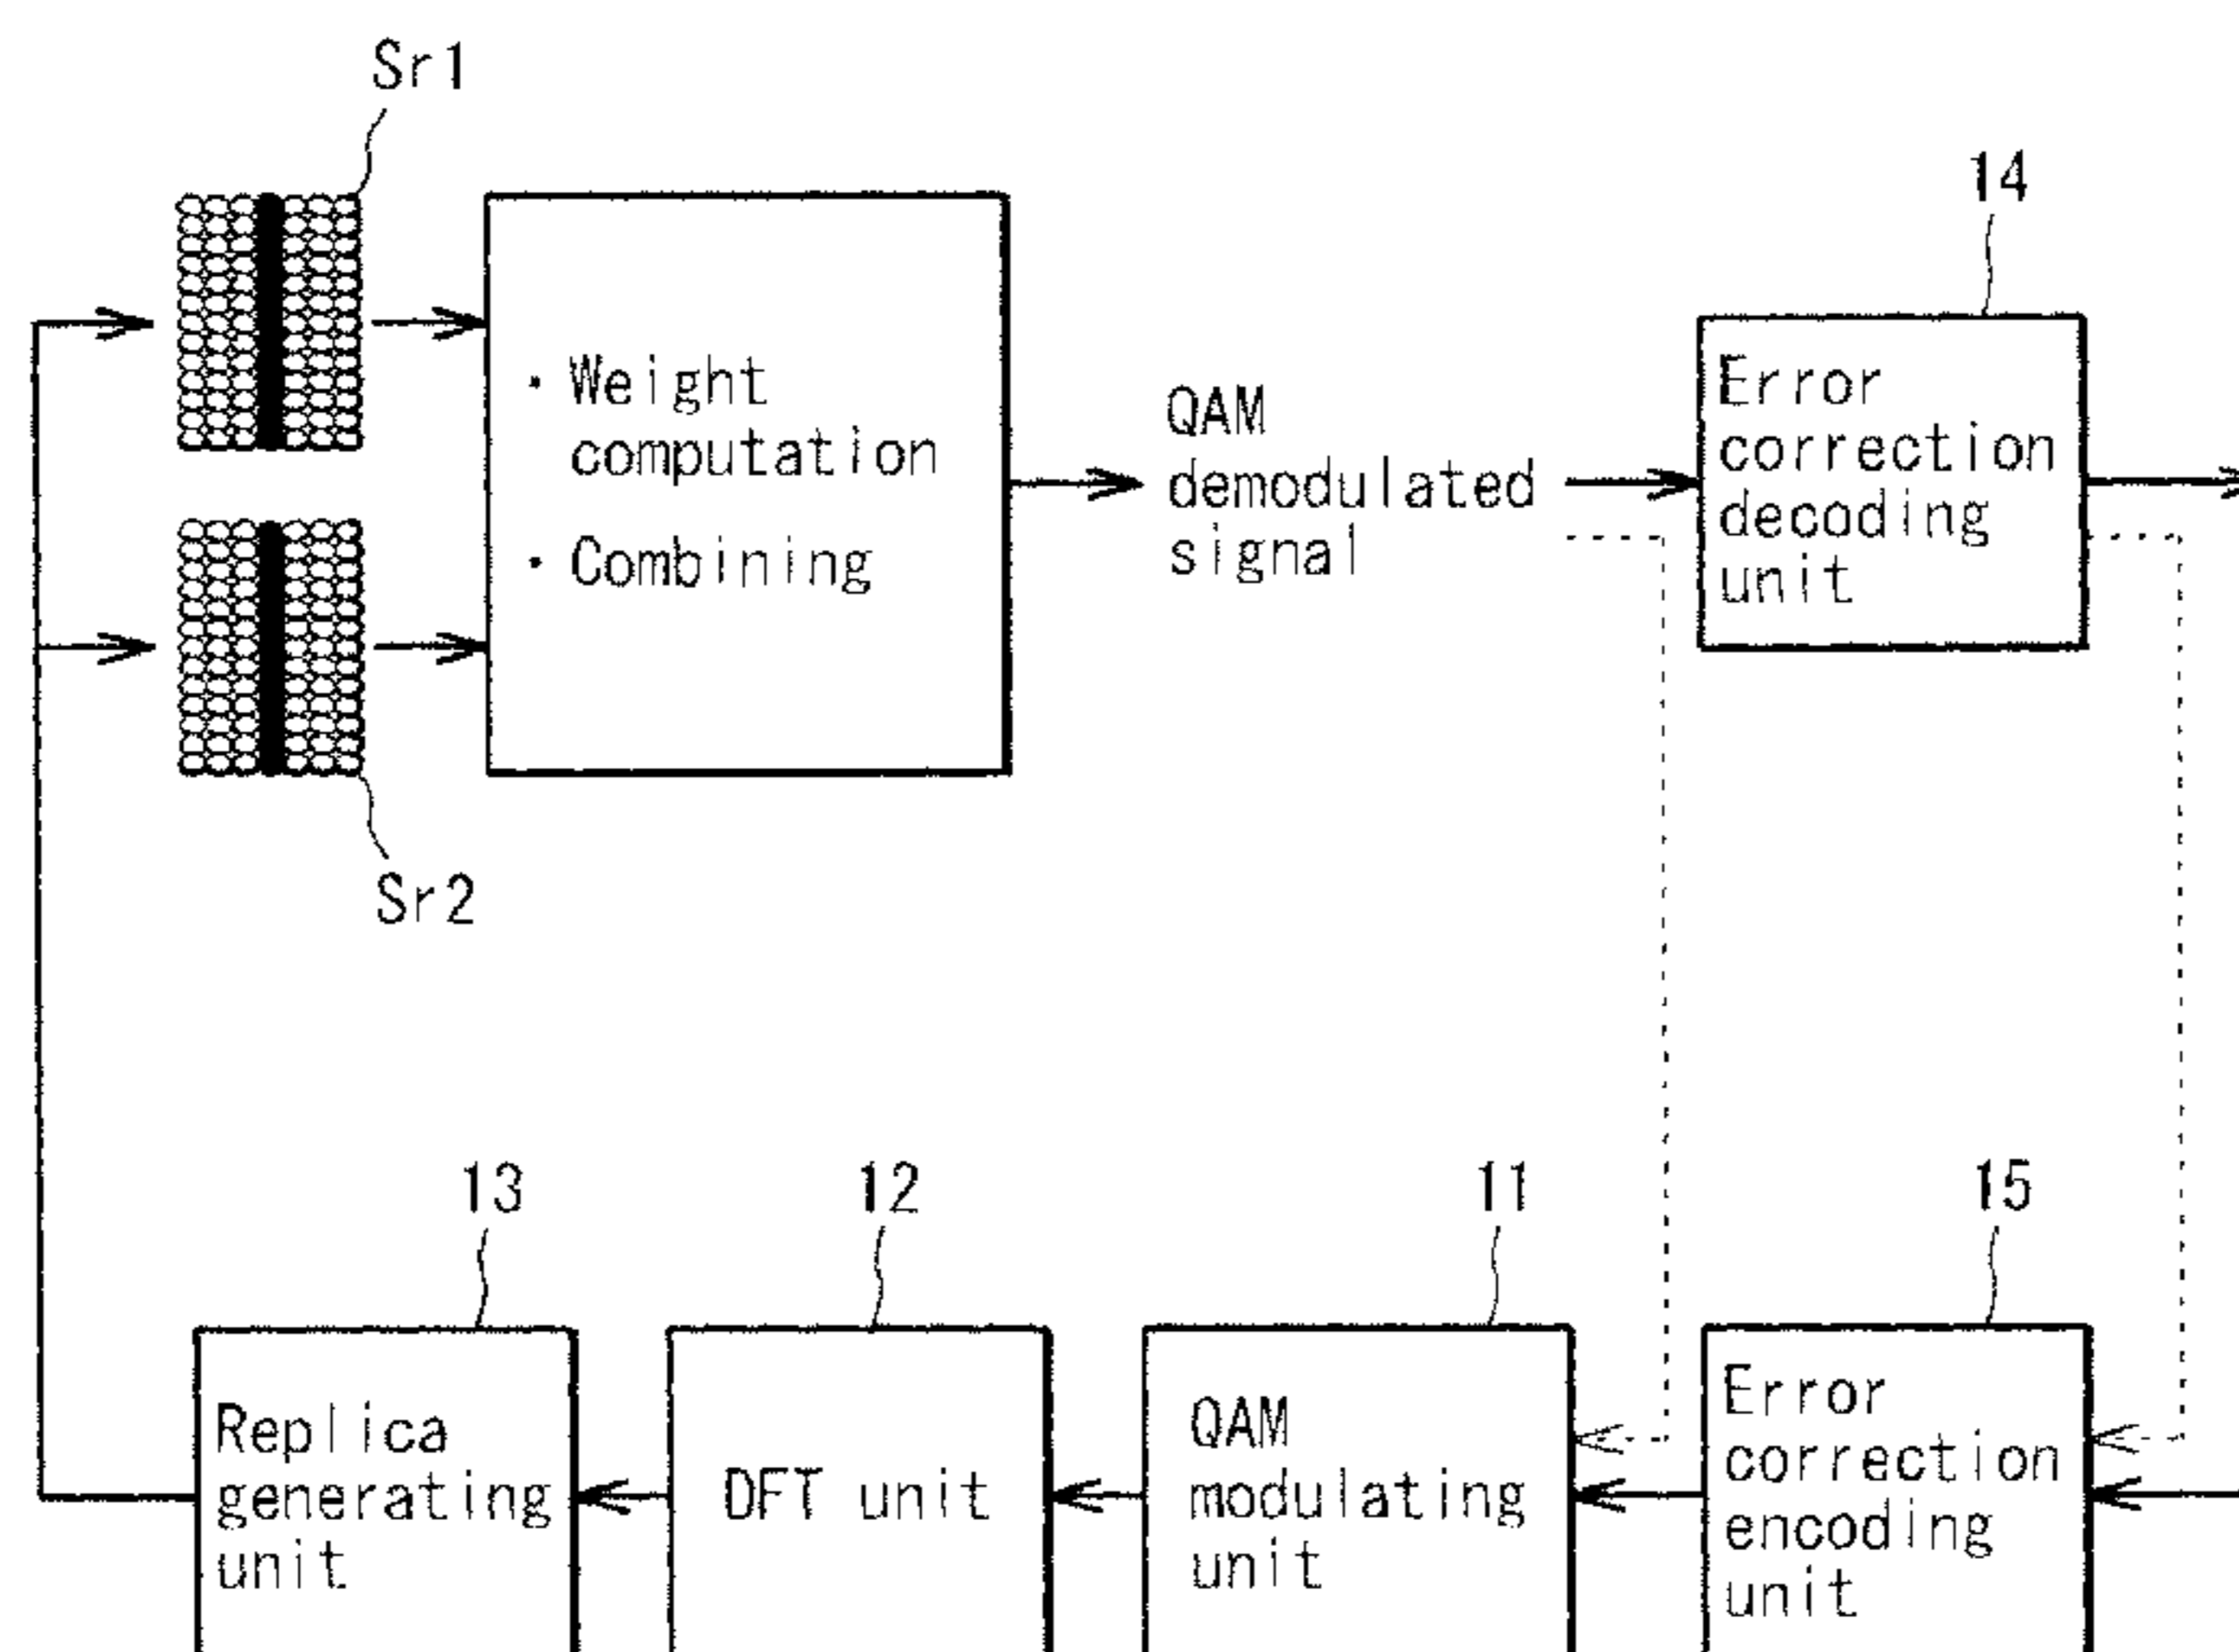 Sr1
14
・Weight
computation
・Combining
QAM
demodulated
signal
Error
correction
decoding
unit
Sr2
13
12
11
15
Replica
generating
unit
DFT unit
QAM
modulating
unit
Error
correction
encoding
unit